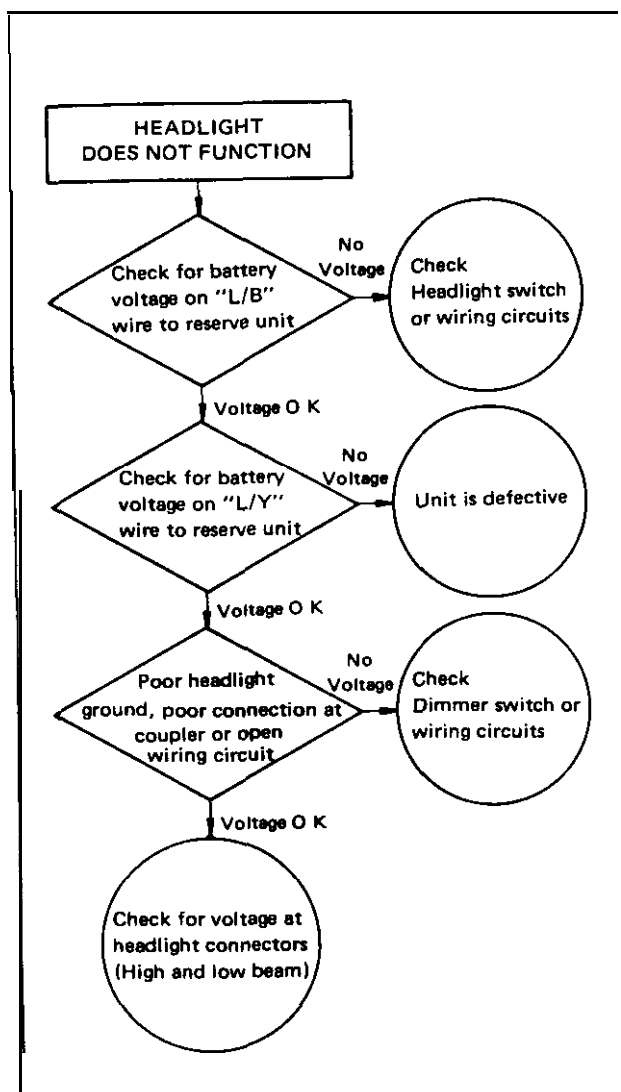 HEADLIGHT
DOES NOT FUNCTION
Check for battery
voltage on "L/B"
wire to reserve unit
No
Voltage
Check
Headlight switch
or wiring circuits
Voltage O K
Check for battery
voltage on "L/Y"
wire to reserve unit
No
Voltage
Unit is defective
Voltage O K
Poor headlight
ground, poor connection at
coupler or open
wiring circuit
No
Voltage
Check
Dimmer switch or
wiring circuits
Voltage O K
Check for voltage at
headlight connectors
(High and low beam)